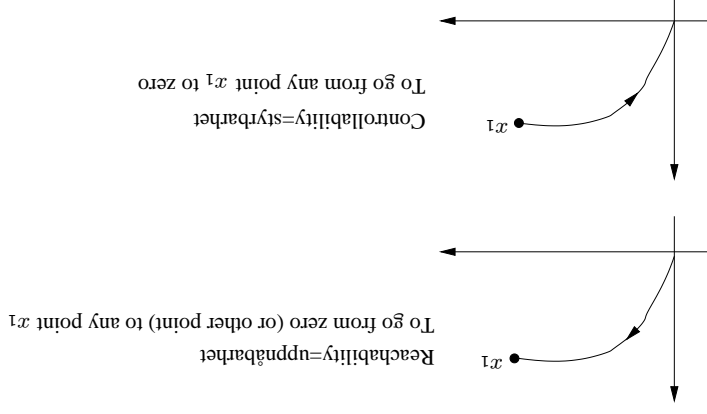 Reachability=uppnåbarhet
To go from zero (or other point) to any point x₁
x₁
Controllability=styrbarhet
To go from any point x₁ to zero
x₁